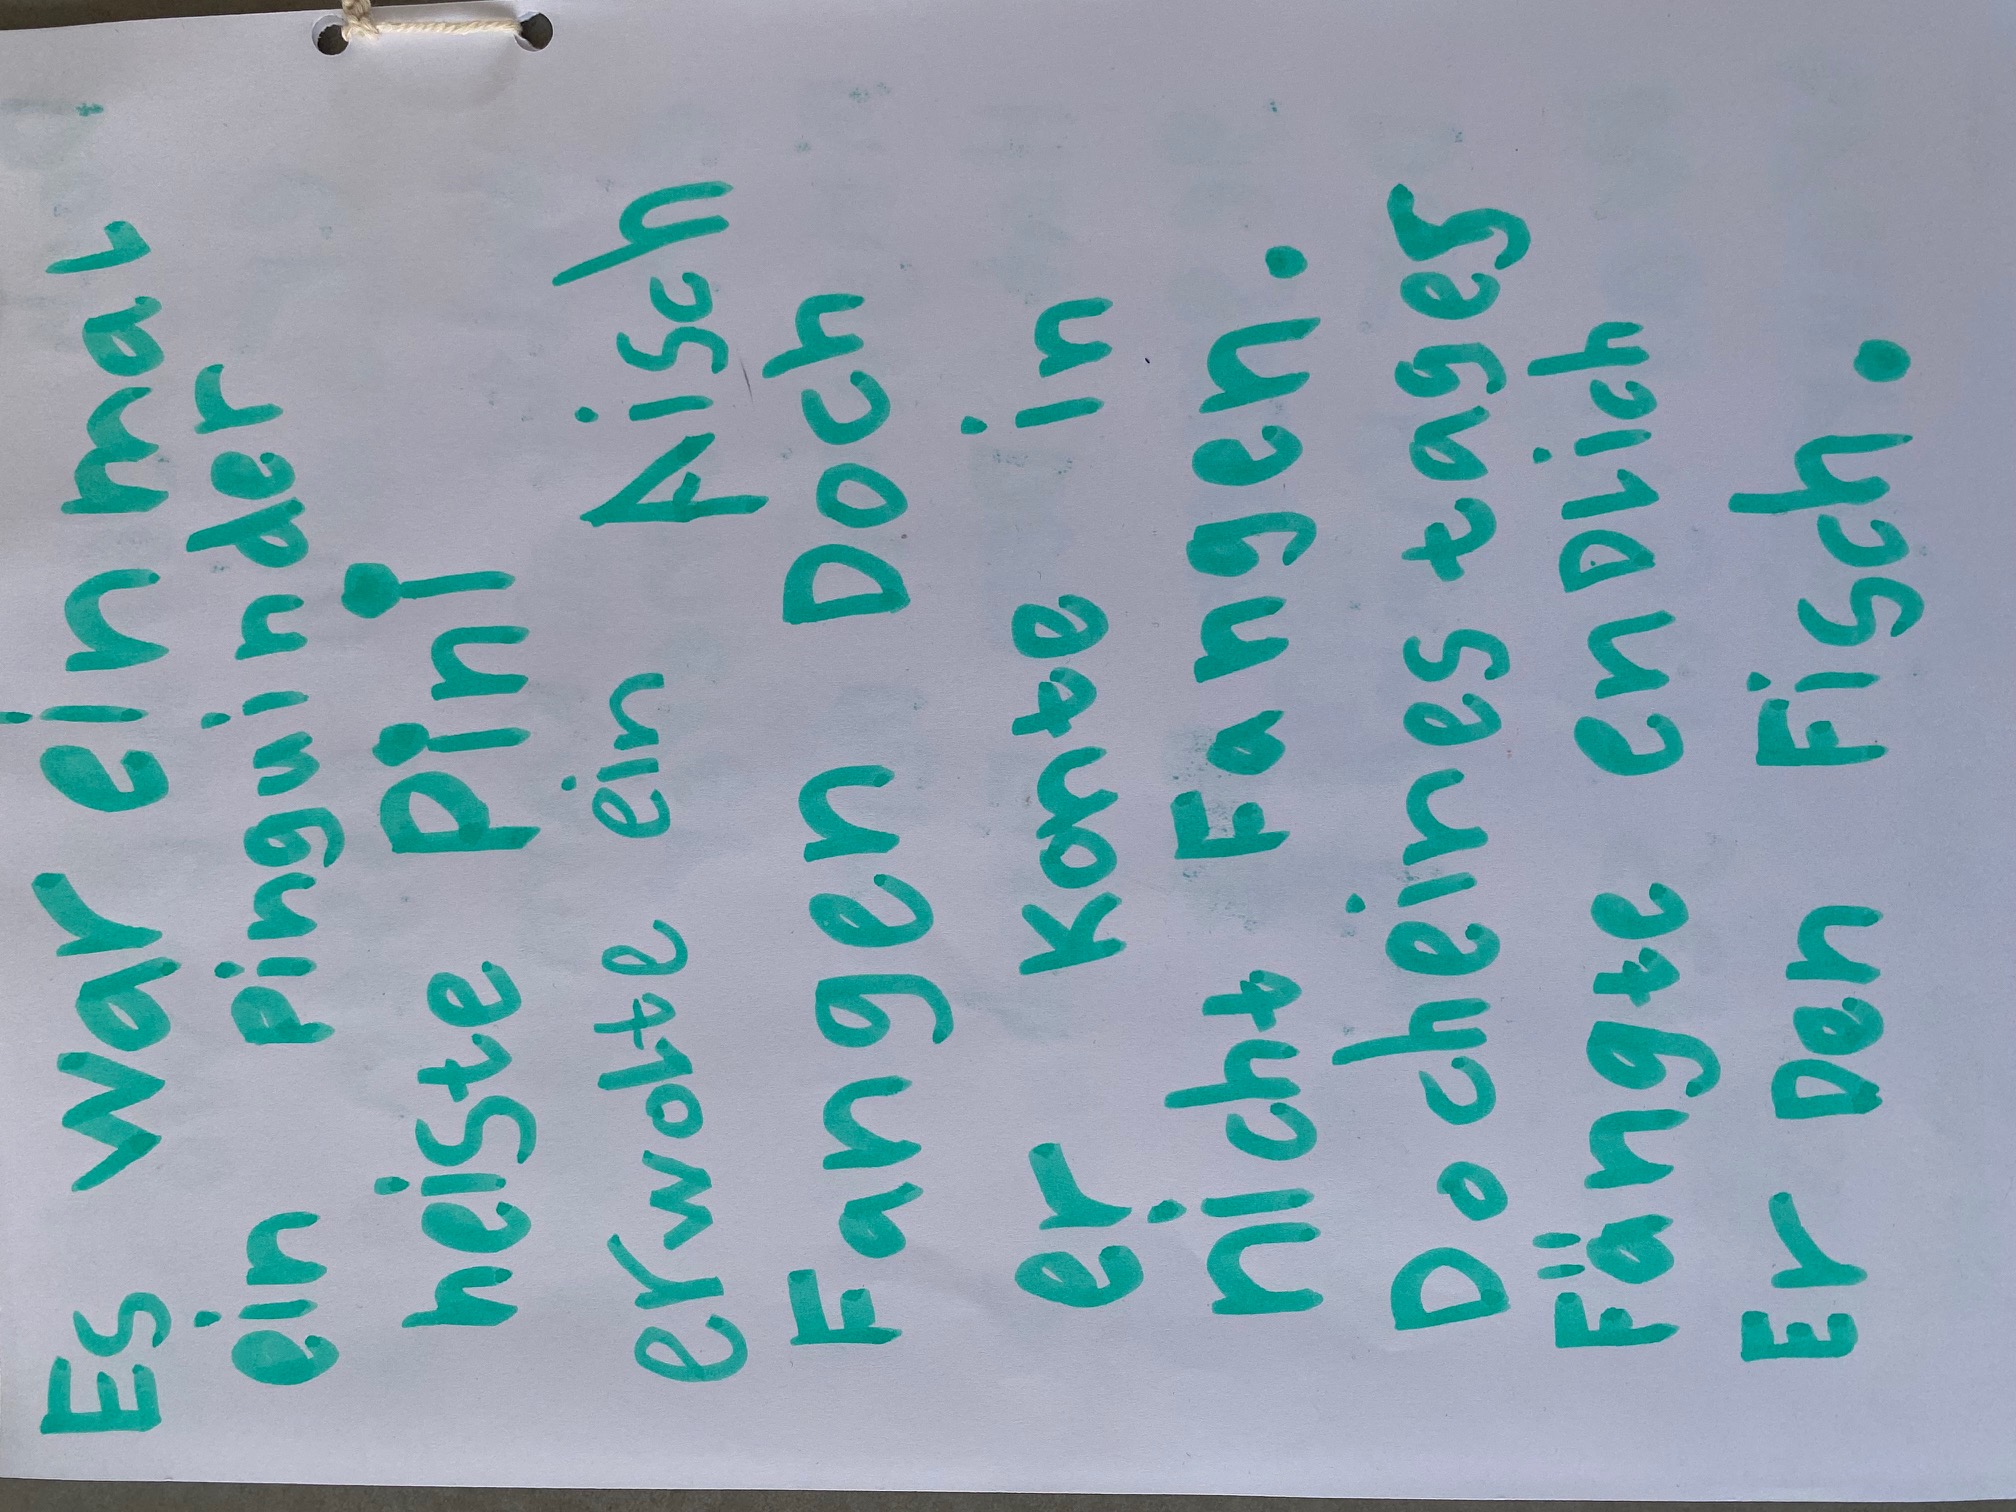 Es war einmal
ein Pinguinder
heiste Pini
erwolte ein Aisch
Fangen Doch
er Konte in
nicht Fangen.
Docheines tages
Fängte enDlich
Er Den Fisch.